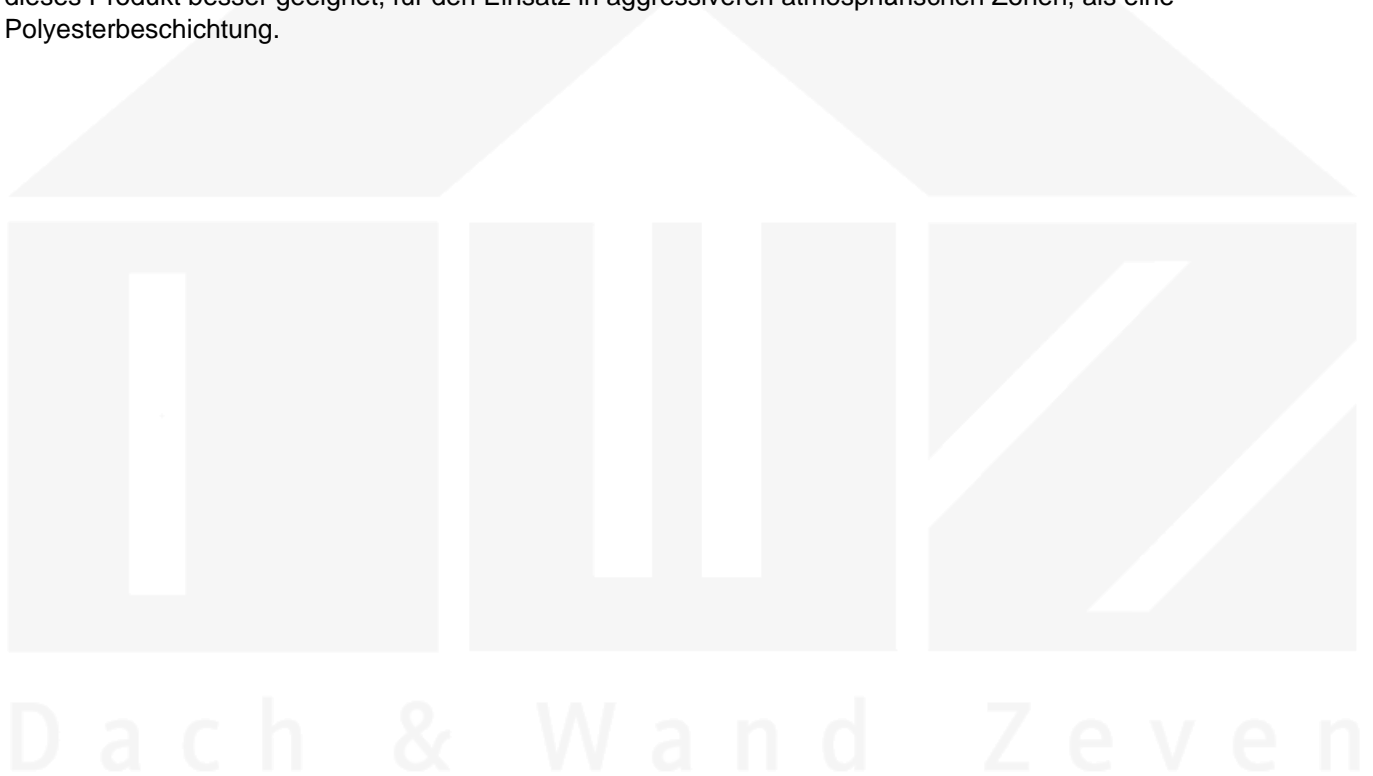 dieses Produkt besser geeignet, für den Einsatz in aggressiveren atmosphärischen Zonen, als eine
Polyesterbeschichtung.
Dach & Wand Zeven